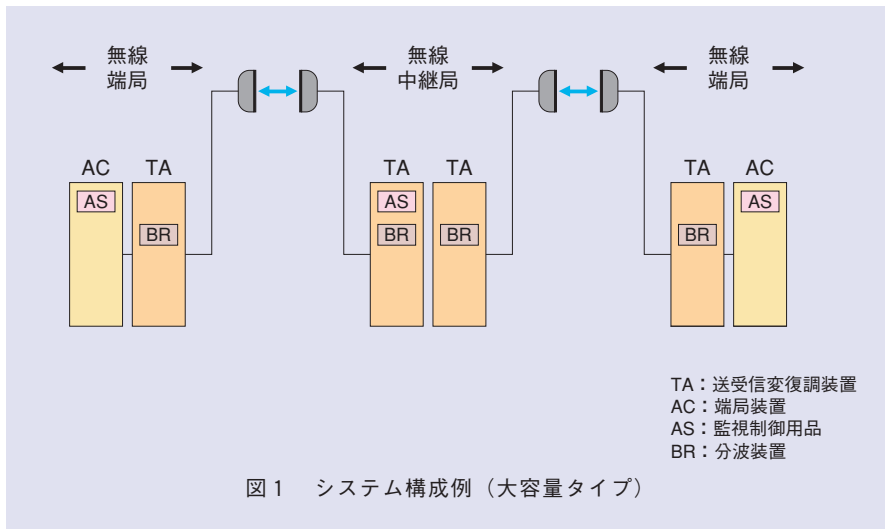 無線
端局
無線
中継局
無線
端局
AC TA
TA TA
TA AC
AS
AS
AS
BR
BR
BR
BR
TA：送受信変復調装置
AC：端局装置
AS：監視制御用品
BR：分波装置
図1 システム構成例（大容量タイプ）